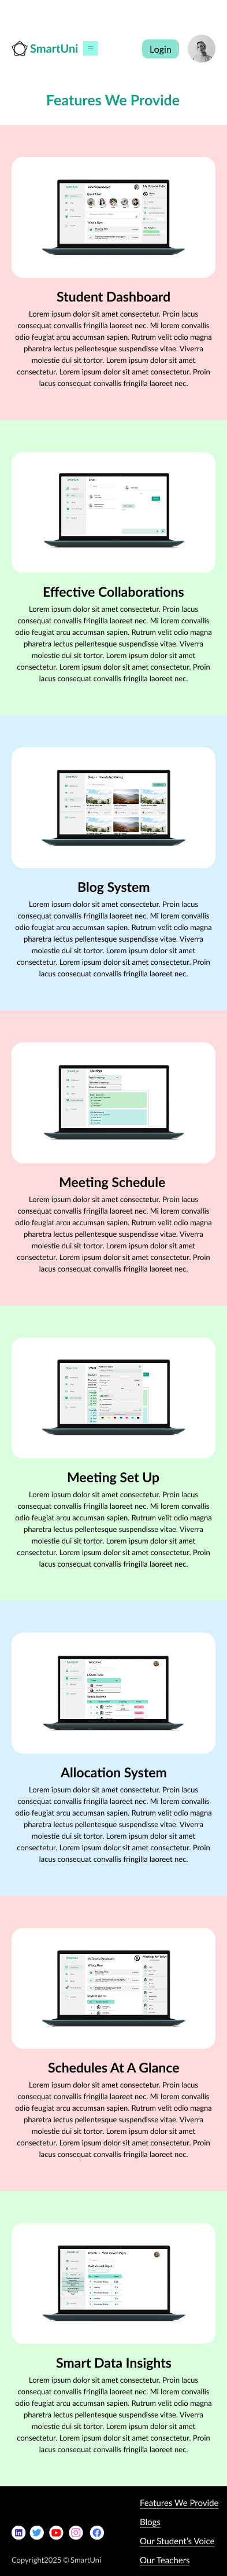 SmartUni
Login
Features We Provide
Student Dashboard
Lorem ipsum dolor sit amet consectetur. Proin lacus
consequat convallis fringilla laoreet nec. Mi lorem convallis
odio feugiat arcu accumsan sapien. Rutrum velit odio magna
pharetra lectus pellentesque suspendisse vitae. Viverra
molestie dui sit tortor. Lorem ipsum dolor sit amet
consectetur. Lorem ipsum dolor sit amet consectetur. Proin
lacus consequat convallis fringilla laoreet nec.
Effective Collaborations
Lorem ipsum dolor sit amet consectetur. Proin lacus
consequat convallis fringilla laoreet nec. Mi lorem convallis
odio feugiat arcu accumsan sapien. Rutrum velit odio magna
pharetra lectus pellentesque suspendisse vitae. Viverra
molestie dui sit tortor. Lorem ipsum dolor sit amet
consectetur. Lorem ipsum dolor sit amet consectetur. Proin
lacus consequat convallis fringilla laoreet nec.
Blog System
Lorem ipsum dolor sit amet consectetur. Proin lacus
consequat convallis fringilla laoreet nec. Mi lorem convallis
odio feugiat arcu accumsan sapien. Rutrum velit odio magna
pharetra lectus pellentesque suspendisse vitae. Viverra
molestie dui sit tortor. Lorem ipsum dolor sit amet
consectetur. Lorem ipsum dolor sit amet consectetur. Proin
lacus consequat convallis fringilla laoreet nec.
Meeting Schedule
Lorem ipsum dolor sit amet consectetur. Proin lacus
consequat convallis fringilla laoreet nec. Mi lorem convallis
odio feugiat arcu accumsan sapien. Rutrum velit odio magna
pharetra lectus pellentesque suspendisse vitae. Viverra
molestie dui sit tortor. Lorem ipsum dolor sit amet
consectetur. Lorem ipsum dolor sit amet consectetur. Proin
lacus consequat convallis fringilla laoreet nec.
Meeting Set Up
Lorem ipsum dolor sit amet consectetur. Proin lacus
consequat convallis fringilla laoreet nec. Mi lorem convallis
odio feugiat arcu accumsan sapien. Rutrum velit odio magna
pharetra lectus pellentesque suspendisse vitae. Viverra
molestie dui sit tortor. Lorem ipsum dolor sit amet
consectetur. Lorem ipsum dolor sit amet consectetur. Proin
lacus consequat convallis fringilla laoreet nec.
Allocation System
Lorem ipsum dolor sit amet consectetur. Proin lacus
consequat convallis fringilla laoreet nec. Mi lorem convallis
odio feugiat arcu accumsan sapien. Rutrum velit odio magna
pharetra lectus pellentesque suspendisse vitae. Viverra
molestie dui sit tortor. Lorem ipsum dolor sit amet
consectetur. Lorem ipsum dolor sit amet consectetur. Proin
lacus consequat convallis fringilla laoreet nec.
Schedules At A Glance
Lorem ipsum dolor sit amet consectetur. Proin lacus
consequat convallis fringilla laoreet nec. Mi lorem convallis
odio feugiat arcu accumsan sapien. Rutrum velit odio magna
pharetra lectus pellentesque suspendisse vitae. Viverra
molestie dui sit tortor. Lorem ipsum dolor sit amet
consectetur. Lorem ipsum dolor sit amet consectetur. Proin
lacus consequat convallis fringilla laoreet nec.
Smart Data Insights
Lorem ipsum dolor sit amet consectetur. Proin lacus
consequat convallis fringilla laoreet nec. Mi lorem convallis
odio feugiat arcu accumsan sapien. Rutrum velit odio magna
pharetra lectus pellentesque suspendisse vitae. Viverra
molestie dui sit tortor. Lorem ipsum dolor sit amet
consectetur. Lorem ipsum dolor sit amet consectetur. Proin
lacus consequat convallis fringilla laoreet nec.
Features We Provide
Blogs
Our Student's Voice
Our Teachers
Copyright2025 © SmartUni